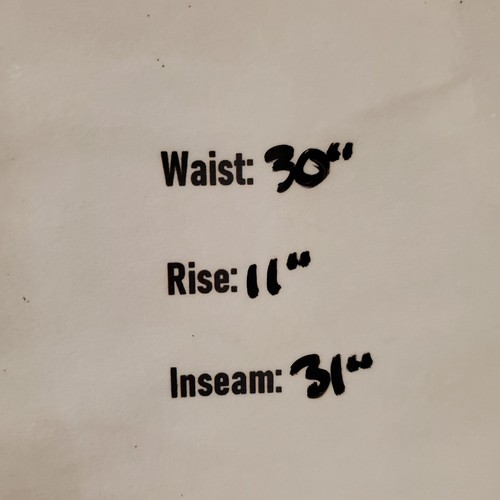 Waist: 30"
Rise: 11"
Inseam: 31"